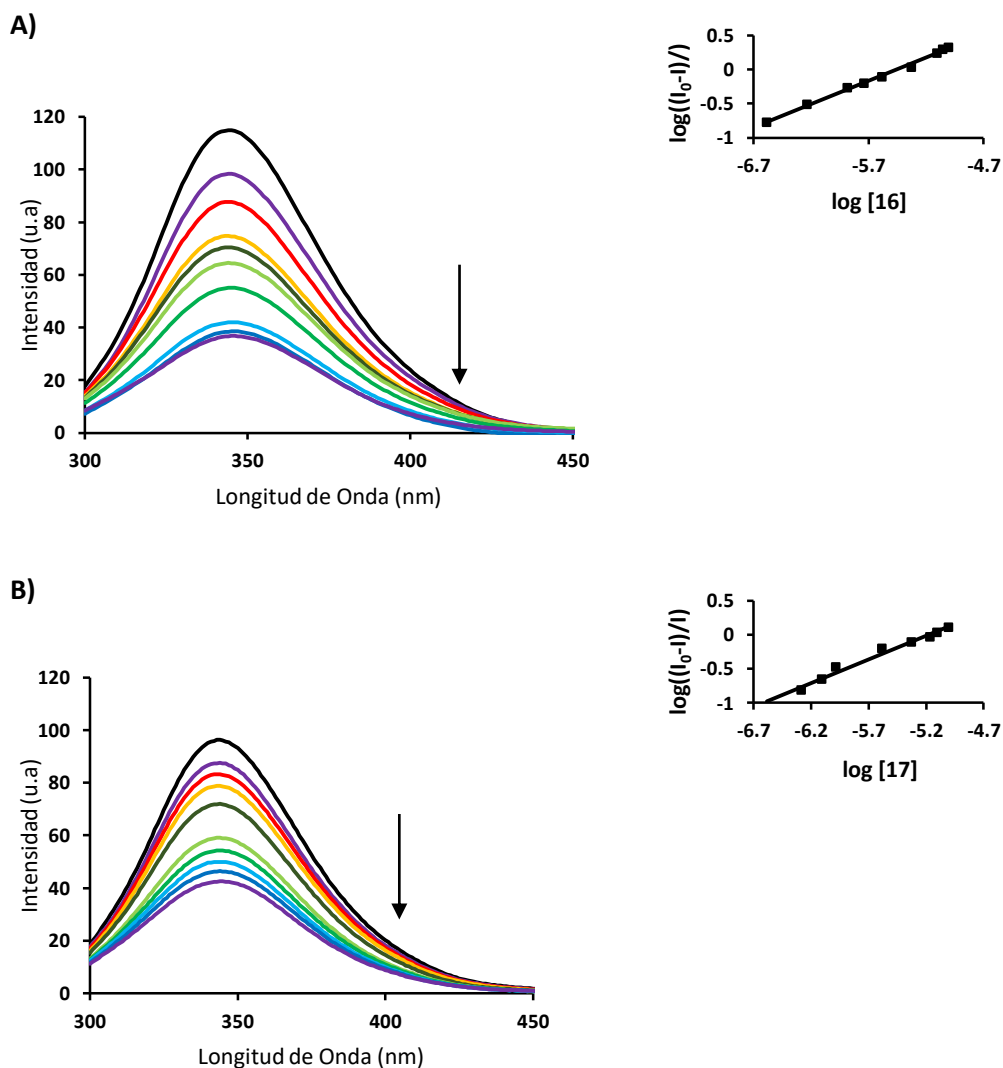 A)
120
100
80
60
40
20
0
Intensidad (u.a)
300 350 400 450
Longitud de Onda (nm)
0.5
0
-0.5
-1
log((I0-I)/)
-6.7 -5.7 -4.7
log [16]
B)
120
100
80
60
40
20
0
Intensidad (u.a)
300 350 400 450
Longitud de Onda (nm)
0.5
0
-0.5
-1
log((I0-I)/I)
-6.7 -6.2 -5.7 -5.2 -4.7
log [17]